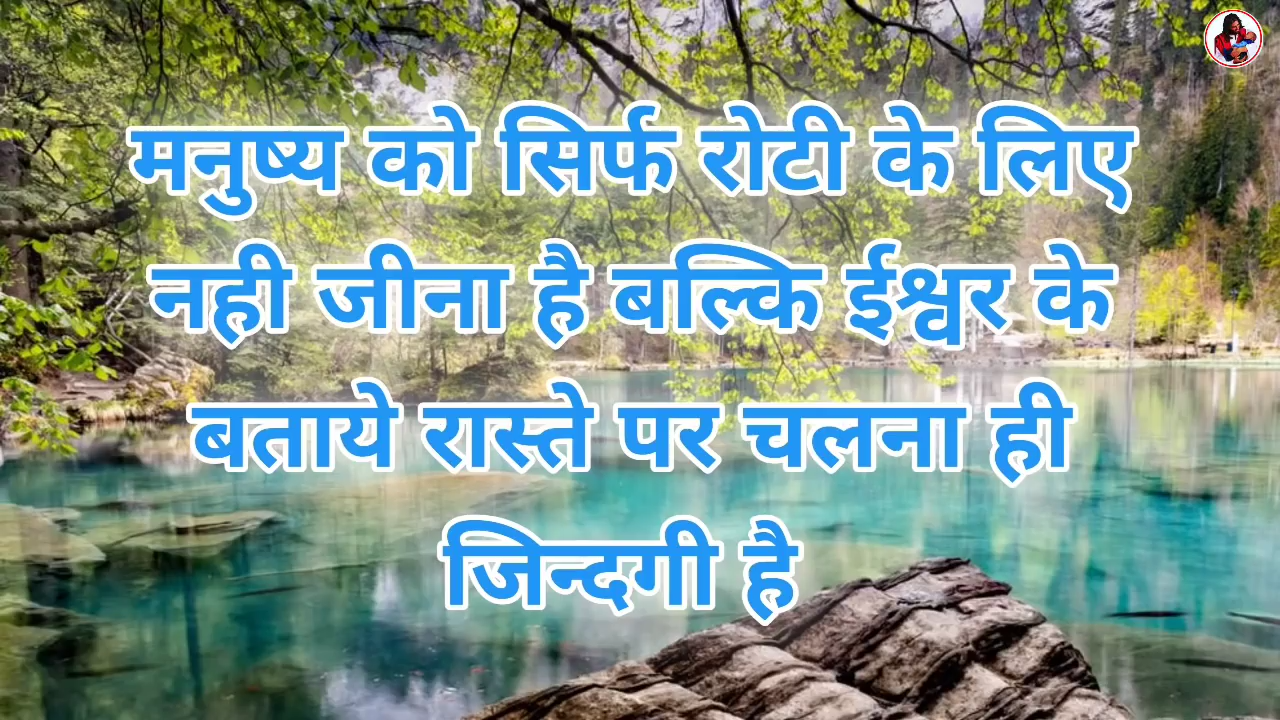 मनुष्य को सिर्फ रोटी के लिए
नही जीना है बल्कि ईश्वर के
बताये रास्ते पर चलना ही
जिन्दगी है